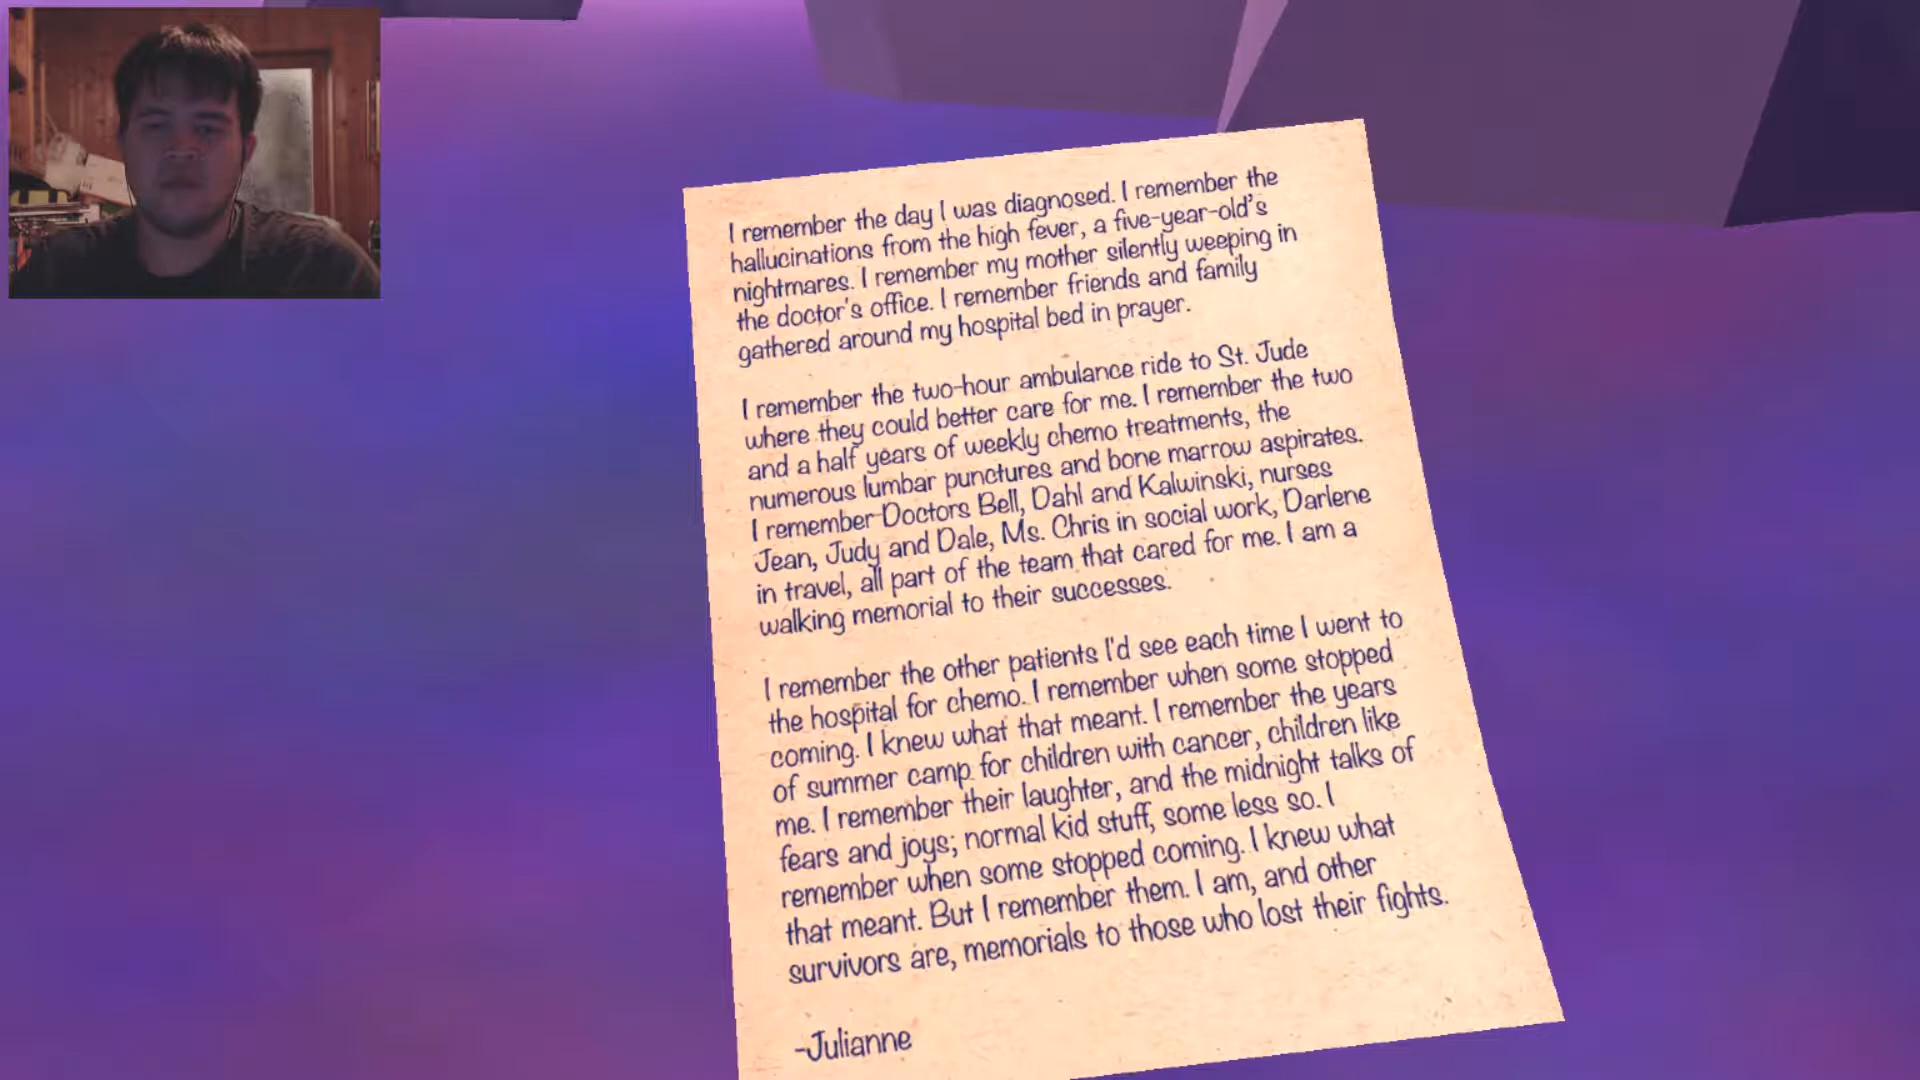 I remember the day I was diagnosed. I remember the
hallucinations from the high fever, a five-year-old's
nightmares. I remember my mother silently weeping in
the doctor's office. I remember friends and family
gathered around my hospital bed in prayer.
I remember the two-hour ambulance ride to St. Jude
where they could better care for me. I remember the two
and a half years of weekly chemo treatments, the
numerous lumbar punctures and bone marrow aspirates.
I remember Doctors Bell, Dahl and Kalwinski, nurses
Jean, Judy and Dale, Ms. Chris in social work, Darlene
in travel, all part of the team that cared for me. I am a
walking memorial to their successes.
I remember the other patients I'd see each time I went to
the hospital for chemo. I remember when some stopped
coming. I knew what that meant. I remember the years
of summer camp for children with cancer, children like
me. I remember their laughter, and the midnight talks of
fears and joys; normal kid stuff, some less so. I
remember when some stopped coming. I knew what
that meant. But I remember them. I am, and other
survivors are, memorials to those who lost their fights.
-Julianne